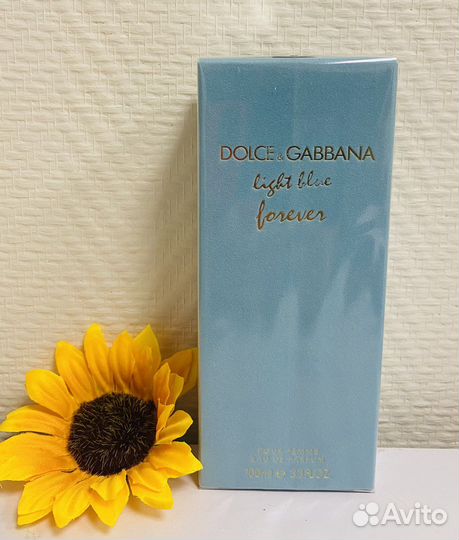 DOLCE & GABBANA
light blue
forever
POUR FEMME
EAU DE PARFUM
100ml e 3.3 FL.OZ
Avito